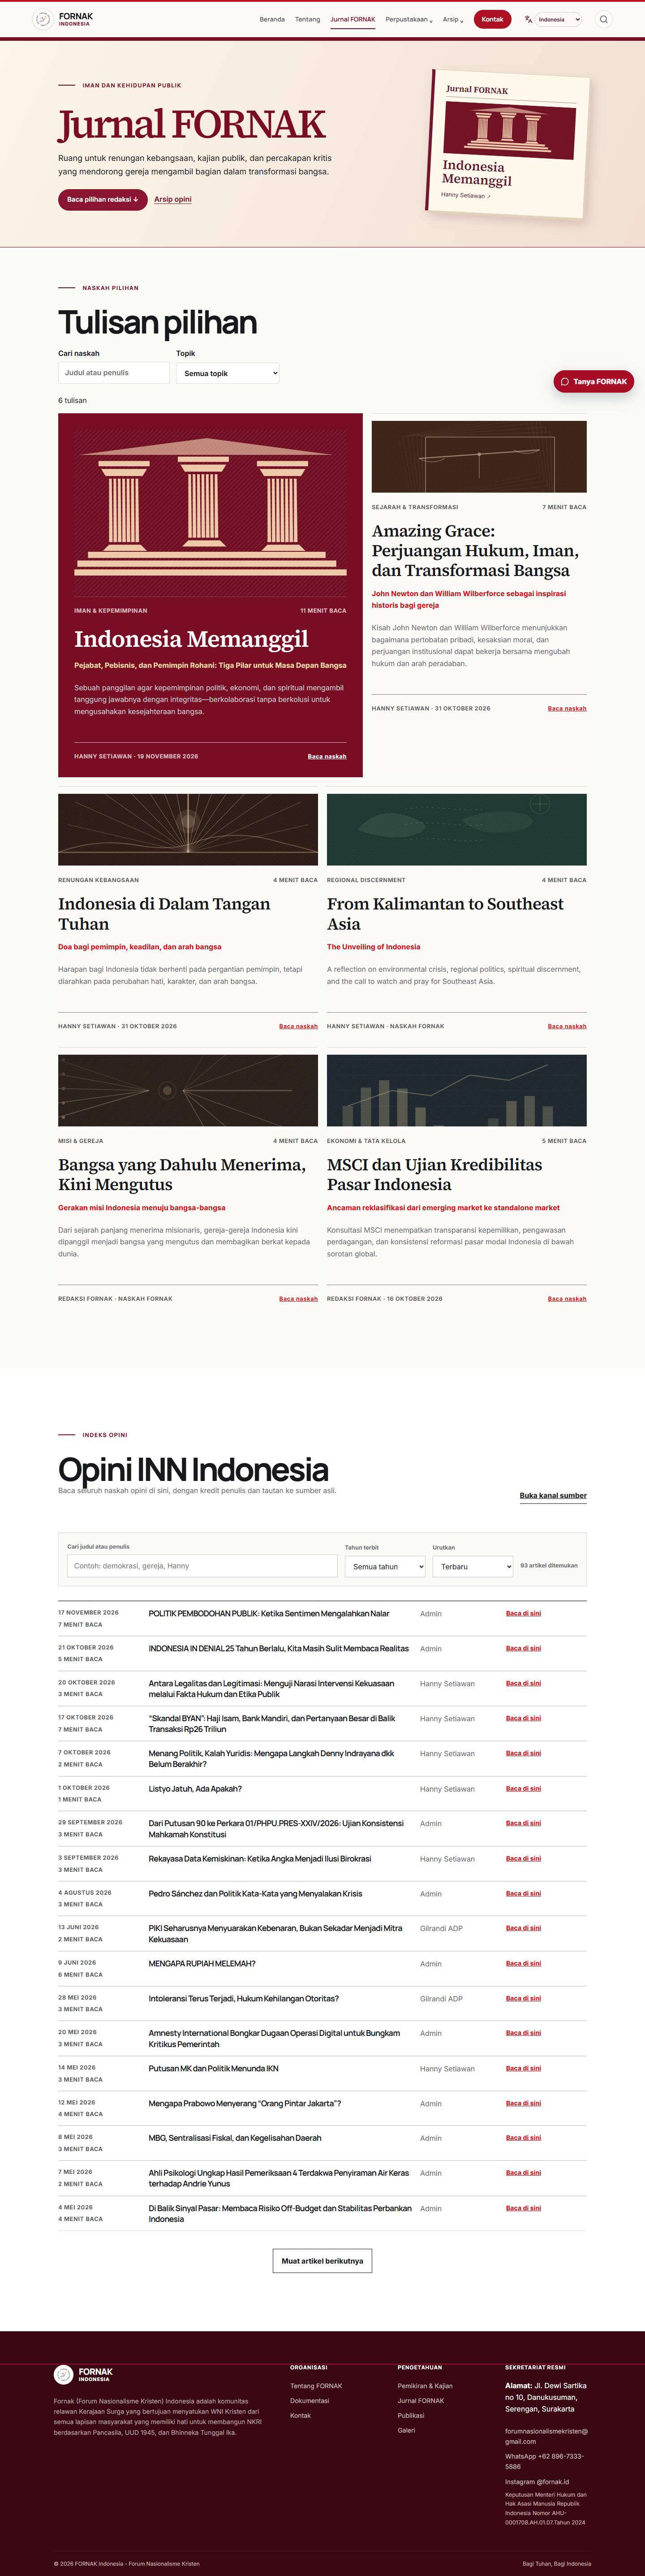 FORNAK
INDONESIA
Beranda
Tentang
Jurnal FORNAK
Perpustakaan
Arsip
Kontak
Indonesia
IMAN DAN KEHIDUPAN PUBLIK
Jurnal FORNAK
Ruang untuk renungan kebangsaan, kajian publik, dan percakapan kritis
yang mendorong gereja mengambil bagian dalam transformasi bangsa.
Baca pilihan redaksi ↓
Arsip opini
Jurnal FORNAK
Indonesia
Memanggil
Hanny Setiawan ↗
NASKAH PILIHAN
Tulisan pilihan
Cari naskah
Topik
Judul atau penulis
Semua topik
Tanya FORNAK
6 tulisan
IMAN & KEPEMIMPINAN
11 MENIT BACA
Indonesia Memanggil
Pejabat, Pebisnis, dan Pemimpin Rohani: Tiga Pilar untuk Masa Depan Bangsa
Sebuah panggilan agar kepemimpinan politik, ekonomi, dan spiritual mengambil
tanggung jawabnya dengan integritas—berkolaborasi tanpa berkolusi untuk
mengusahakan kesejahteraan bangsa.
HANNY SETIAWAN · 19 NOVEMBER 2026
Baca naskah
SEJARAH & TRANSFORMASI
7 MENIT BACA
Amazing Grace:
Perjuangan Hukum, Iman,
dan Transformasi Bangsa
John Newton dan William Wilberforce sebagai inspirasi
historis bagi gereja
Kisah John Newton dan William Wilberforce menunjukkan
bagaimana pertobatan pribadi, kesaksian moral, dan
perjuangan institusional dapat bekerja bersama mengubah
hukum dan arah peradaban.
HANNY SETIAWAN · 31 OKTOBER 2026
Baca naskah
RENUNGAN KEBANGSAAN
4 MENIT BACA
Indonesia di Dalam Tangan
Tuhan
Doa bagi pemimpin, keadilan, dan arah bangsa
Harapan bagi Indonesia tidak berhenti pada pergantian pemimpin, tetapi
diarahkan pada perubahan hati, karakter, dan arah bangsa.
HANNY SETIAWAN · 31 OKTOBER 2026
Baca naskah
REGIONAL DISCERNMENT
4 MENIT BACA
From Kalimantan to Southeast
Asia
The Unveiling of Indonesia
A reflection on environmental crisis, regional politics, spiritual discernment,
and the call to watch and pray for Southeast Asia.
HANNY SETIAWAN · NASKAH FORNAK
Baca naskah
MISI & GEREJA
4 MENIT BACA
Bangsa yang Dahulu Menerima,
Kini Mengutus
Gerakan misi Indonesia menuju bangsa-bangsa
Dari sejarah panjang menerima misionaris, gereja-gereja Indonesia kini
dipanggil menjadi bangsa yang mengutus dan membagikan berkat kepada
dunia.
REDAKSI FORNAK · NASKAH FORNAK
Baca naskah
EKONOMI & TATA KELOLA
5 MENIT BACA
MSCI dan Ujian Kredibilitas
Pasar Indonesia
Ancaman reklasifikasi dari emerging market ke standalone market
Konsultasi MSCI menempatkan transparansi kepemilikan, pengawasan
perdagangan, dan konsistensi reformasi pasar modal Indonesia di bawah
sorotan global.
REDAKSI FORNAK · 16 OKTOBER 2026
Baca naskah
INDEKS OPINI
Opini INN Indonesia
Baca seluruh naskah opini di sini, dengan kredit penulis dan tautan ke sumber asli.
Buka kanal sumber
Cari judul atau penulis
Tahun terbit
Urutkan
Contoh: demokrasi, gereja, Hanny
Semua tahun
Terbaru
93 artikel ditemukan
17 NOVEMBER 2026
7 MENIT BACA
POLITIK PEMBODOHAN PUBLIK: Ketika Sentimen Mengalahkan Nalar
Admin
Baca di sini
21 OKTOBER 2026
5 MENIT BACA
INDONESIA IN DENIAL 25 Tahun Berlalu, Kita Masih Sulit Membaca Realitas
Admin
Baca di sini
20 OKTOBER 2026
3 MENIT BACA
Antara Legalitas dan Legitimasi: Menguji Narasi Intervensi Kekuasaan
melalui Fakta Hukum dan Etika Publik
Hanny Setiawan
Baca di sini
17 OKTOBER 2026
7 MENIT BACA
“Skandal BYAN”: Haji Isam, Bank Mandiri, dan Pertanyaan Besar di Balik
Transaksi Rp26 Triliun
Hanny Setiawan
Baca di sini
7 OKTOBER 2026
2 MENIT BACA
Menang Politik, Kalah Yuridis: Mengapa Langkah Denny Indrayana dkk
Belum Berakhir?
Hanny Setiawan
Baca di sini
1 OKTOBER 2026
1 MENIT BACA
Listyo Jatuh, Ada Apakah?
Hanny Setiawan
Baca di sini
29 SEPTEMBER 2026
3 MENIT BACA
Dari Putusan 90 ke Perkara 01/PHPU.PRES-XXIV/2026: Ujian Konsistensi
Mahkamah Konstitusi
Admin
Baca di sini
3 SEPTEMBER 2026
3 MENIT BACA
Rekayasa Data Kemiskinan: Ketika Angka Menjadi Ilusi Birokrasi
Hanny Setiawan
Baca di sini
4 AGUSTUS 2026
3 MENIT BACA
Pedro Sánchez dan Politik Kata-Kata yang Menyalakan Krisis
Admin
Baca di sini
13 JUNI 2026
2 MENIT BACA
PIKI Seharusnya Menyuarakan Kebenaran, Bukan Sekadar Menjadi Mitra
Kekuasaan
Gilrandi ADP
Baca di sini
9 JUNI 2026
6 MENIT BACA
MENGAPA RUPIAH MELEMAH?
Admin
Baca di sini
28 MEI 2026
3 MENIT BACA
Intoleransi Terus Terjadi, Hukum Kehilangan Otoritas?
Gilrandi ADP
Baca di sini
20 MEI 2026
3 MENIT BACA
Amnesty International Bongkar Dugaan Operasi Digital untuk Bungkam
Kritikus Pemerintah
Admin
Baca di sini
14 MEI 2026
3 MENIT BACA
Putusan MK dan Politik Menunda IKN
Hanny Setiawan
Baca di sini
12 MEI 2026
4 MENIT BACA
Mengapa Prabowo Menyerang “Orang Pintar Jakarta”?
Admin
Baca di sini
8 MEI 2026
3 MENIT BACA
MBG, Sentralisasi Fiskal, dan Kegelisahan Daerah
Admin
Baca di sini
7 MEI 2026
2 MENIT BACA
Ahli Psikologi Ungkap Hasil Pemeriksaan 4 Terdakwa Penyiraman Air Keras
terhadap Andrie Yunus
Admin
Baca di sini
4 MEI 2026
4 MENIT BACA
Di Balik Sinyal Pasar: Membaca Risiko Off-Budget dan Stabilitas Perbankan
Indonesia
Admin
Baca di sini
Muat artikel berikutnya
FORNAK
INDONESIA
Fornak (Forum Nasionalisme Kristen) Indonesia adalah komunitas
relawan Kerajaan Surga yang bertujuan menyatukan WNI Kristen dari
semua lapisan masyarakat yang memiliki hati untuk membangun NKRI
berdasarkan Pancasila, UUD 1945, dan Bhinneka Tunggal Ika.
ORGANISASI
Tentang FORNAK
Dokumentasi
Kontak
PENGETAHUAN
Pemikiran & Kajian
Jurnal FORNAK
Publikasi
Galeri
SEKRETARIAT RESMI
Alamat: Jl. Dewi Sartika
no 10, Danukusuman,
Serengan, Surakarta
forumnasionalismekristen@
gmail.com
WhatsApp +62 896-7333-
5886
Instagram @fornak.id
Keputusan Menteri Hukum dan
Hak Asasi Manusia Republik
Indonesia Nomor AHU-
0001708.AH.01.07.Tahun 2024
© 2026 FORNAK Indonesia - Forum Nasionalisme Kristen
Bagi Tuhan, Bagi Indonesia